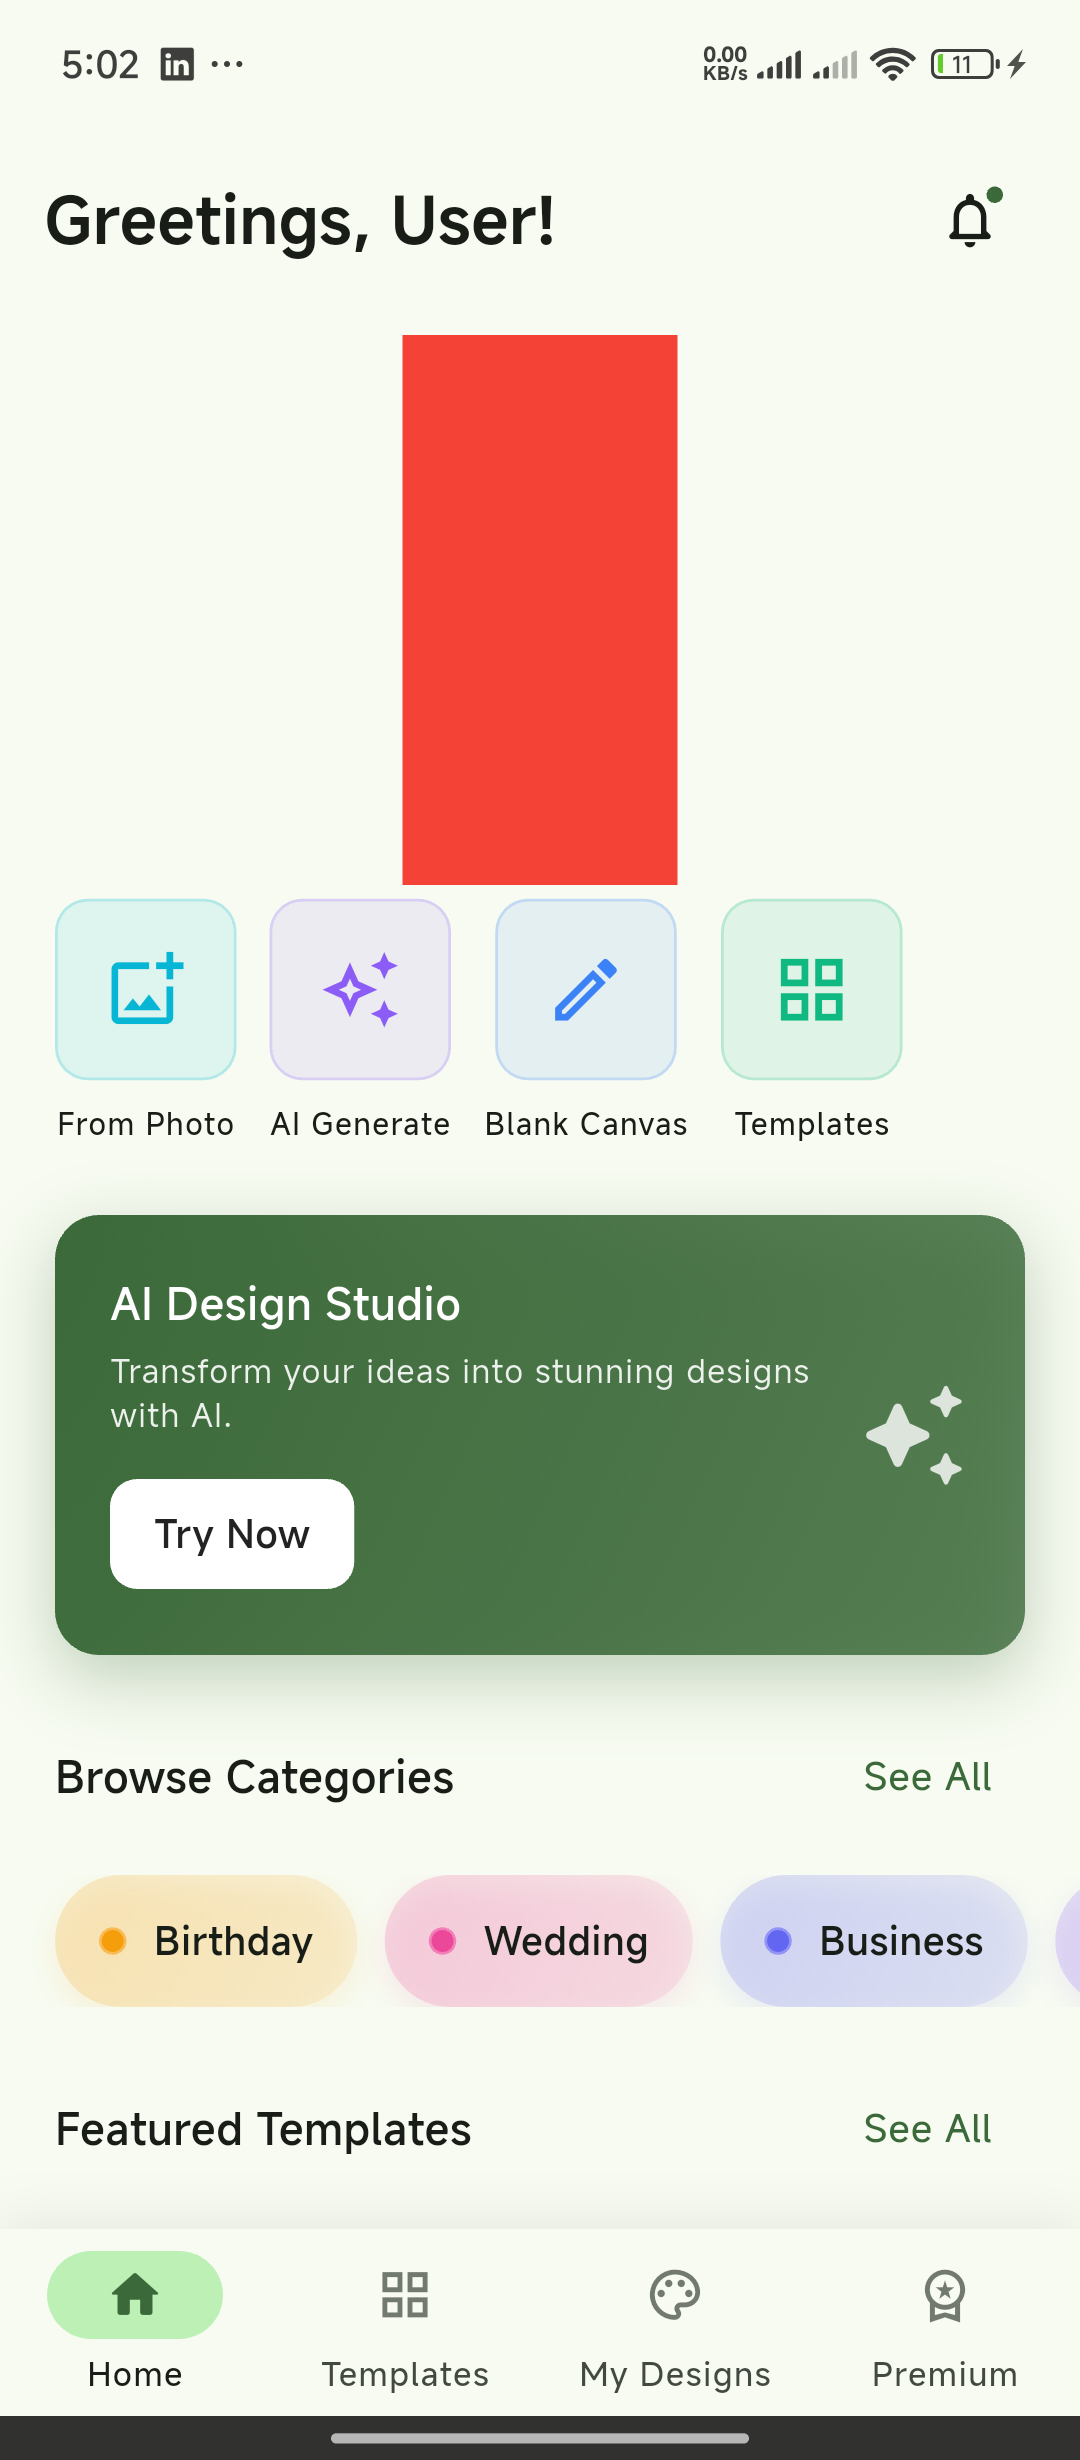 5:02
0.00
KB/s
11
Greetings, User!
From Photo
AI Generate
Blank Canvas
Templates
AI Design Studio
Transform your ideas into stunning designs
with AI.
Try Now
Browse Categories
See All
Birthday
Wedding
Business
Featured Templates
See All
Home
Templates
My Designs
Premium